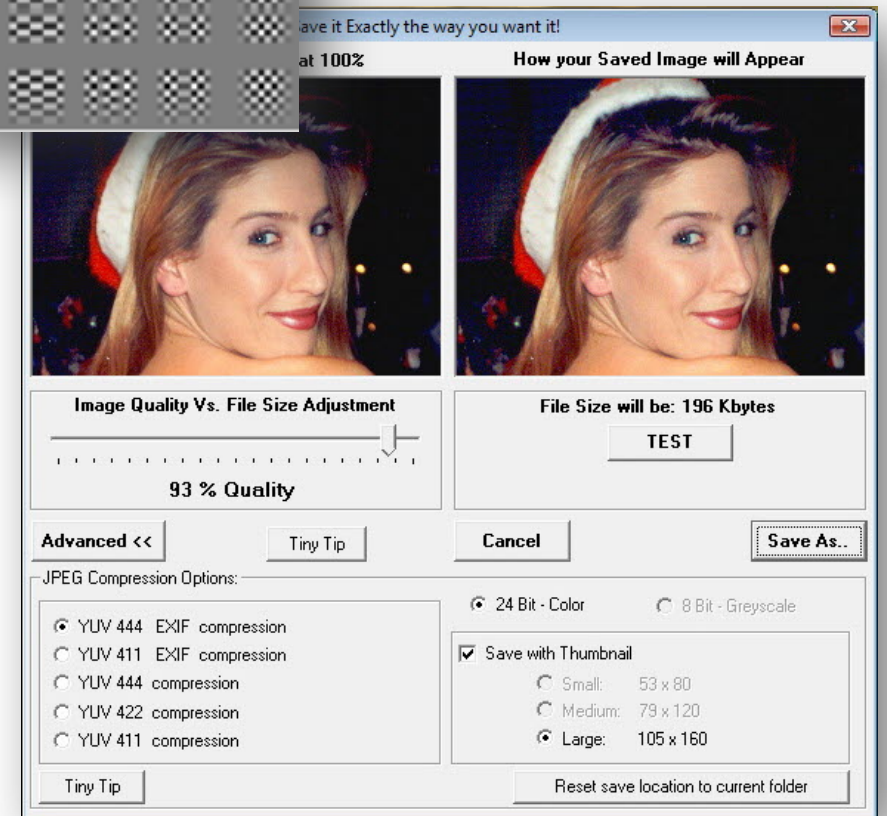 ave it Exactly the way you want it!
at 100%
How your Saved Image will Appear
Image Quality Vs. File Size Adjustment
93 % Quality
File Size will be: 196 Kbytes
TEST
Advanced <<
Tiny Tip
Cancel
Save As..
JPEG Compression Options:
YUV 444 EXIF compression
YUV 411 EXIF compression
YUV 444 compression
YUV 422 compression
YUV 411 compression
24 Bit - Color
8 Bit - Greyscale
Save with Thumbnail
Small: 53 x 80
Medium: 79 x 120
Large: 105 x 160
Tiny Tip
Reset save location to current folder